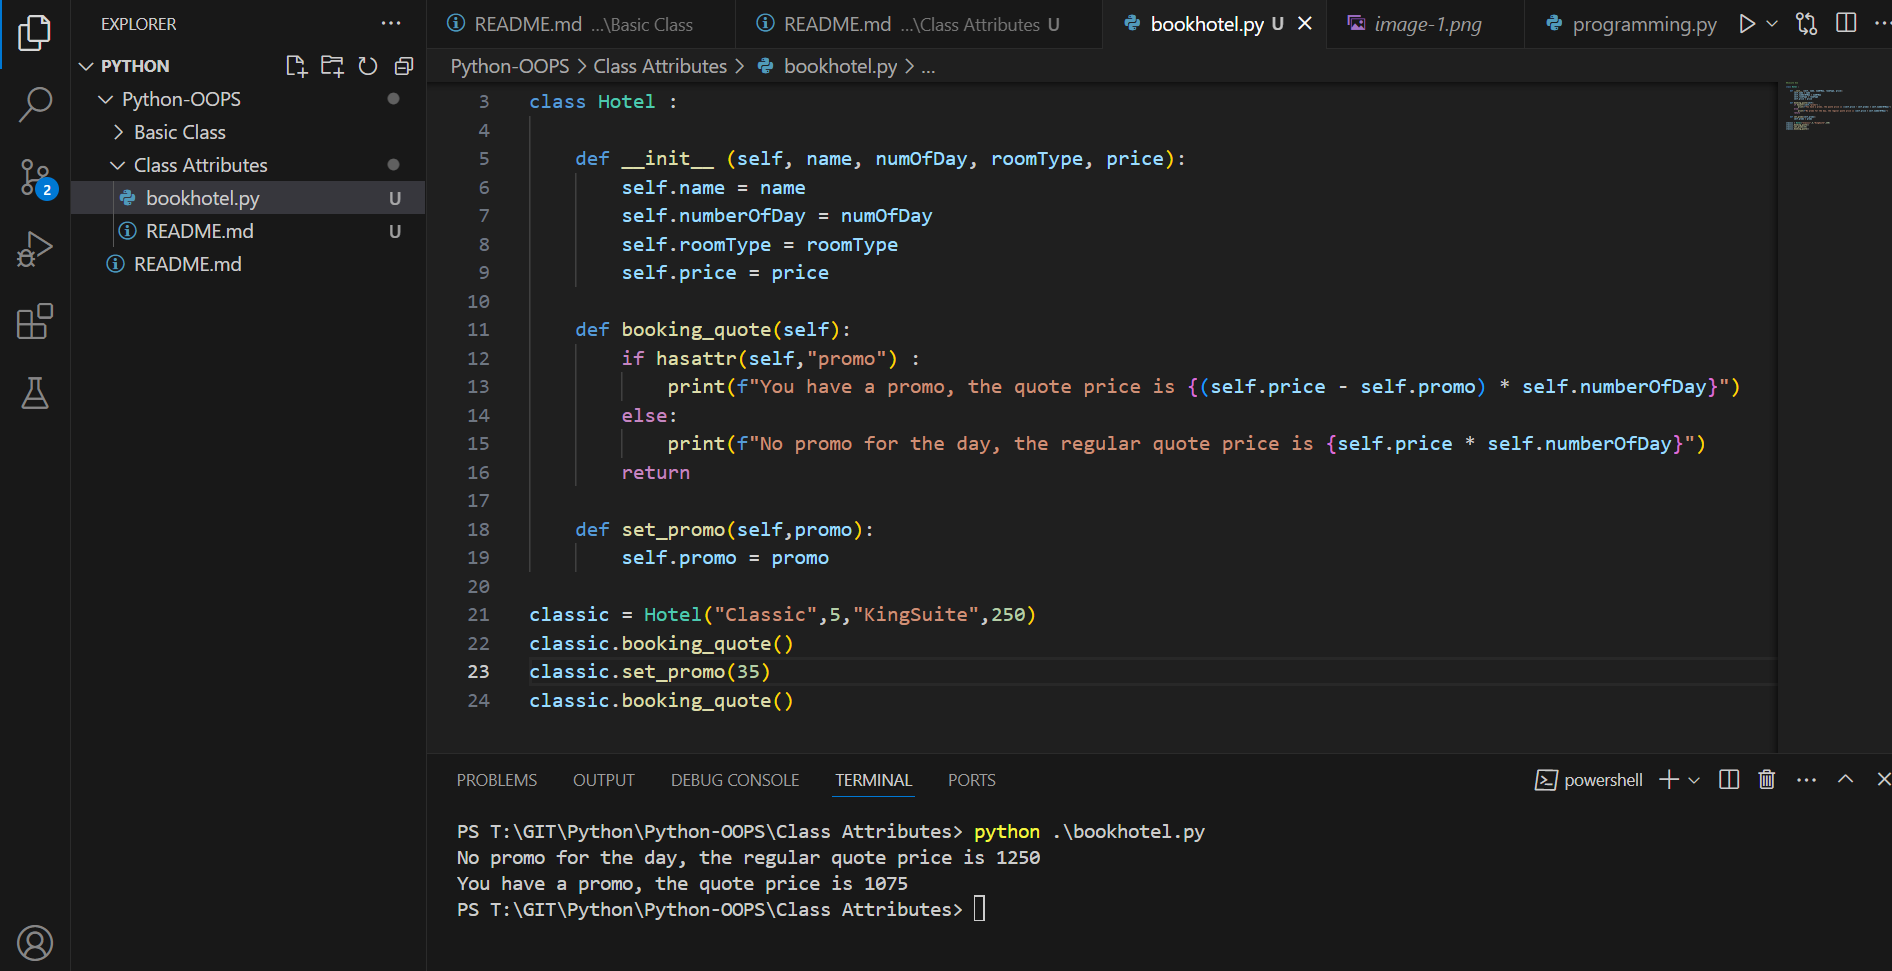 EXPLORER
PYTHON
Python-OOPS
Basic Class
Class Attributes
bookhotel.py U
README.md U
README.md
2
README.md ...\Basic Class
README.md ...\Class Attributes U
bookhotel.py U
image-1.png
programming.py
Python-OOPS > Class Attributes > bookhotel.py > ...
3 class Hotel :
4
5     def __init__ (self, name, numOfDay, roomType, price):
6         self.name = name
7         self.numberOfDay = numOfDay
8         self.roomType = roomType
9         self.price = price
10
11     def booking_quote(self):
12         if hasattr(self,"promo") :
13             print(f"You have a promo, the quote price is {(self.price - self.promo) * self.numberOfDay}")
14         else:
15             print(f"No promo for the day, the regular quote price is {self.price * self.numberOfDay}")
16         return
17
18     def set_promo(self,promo):
19         self.promo = promo
20
21 classic = Hotel("Classic",5,"KingSuite",250)
22 classic.booking_quote()
23 classic.set_promo(35)
24 classic.booking_quote()
PROBLEMS OUTPUT DEBUG CONSOLE TERMINAL PORTS
powershell
PS T:\GIT\Python\Python-OOPS\Class Attributes> python .\bookhotel.py
No promo for the day, the regular quote price is 1250
You have a promo, the quote price is 1075
PS T:\GIT\Python\Python-OOPS\Class Attributes>